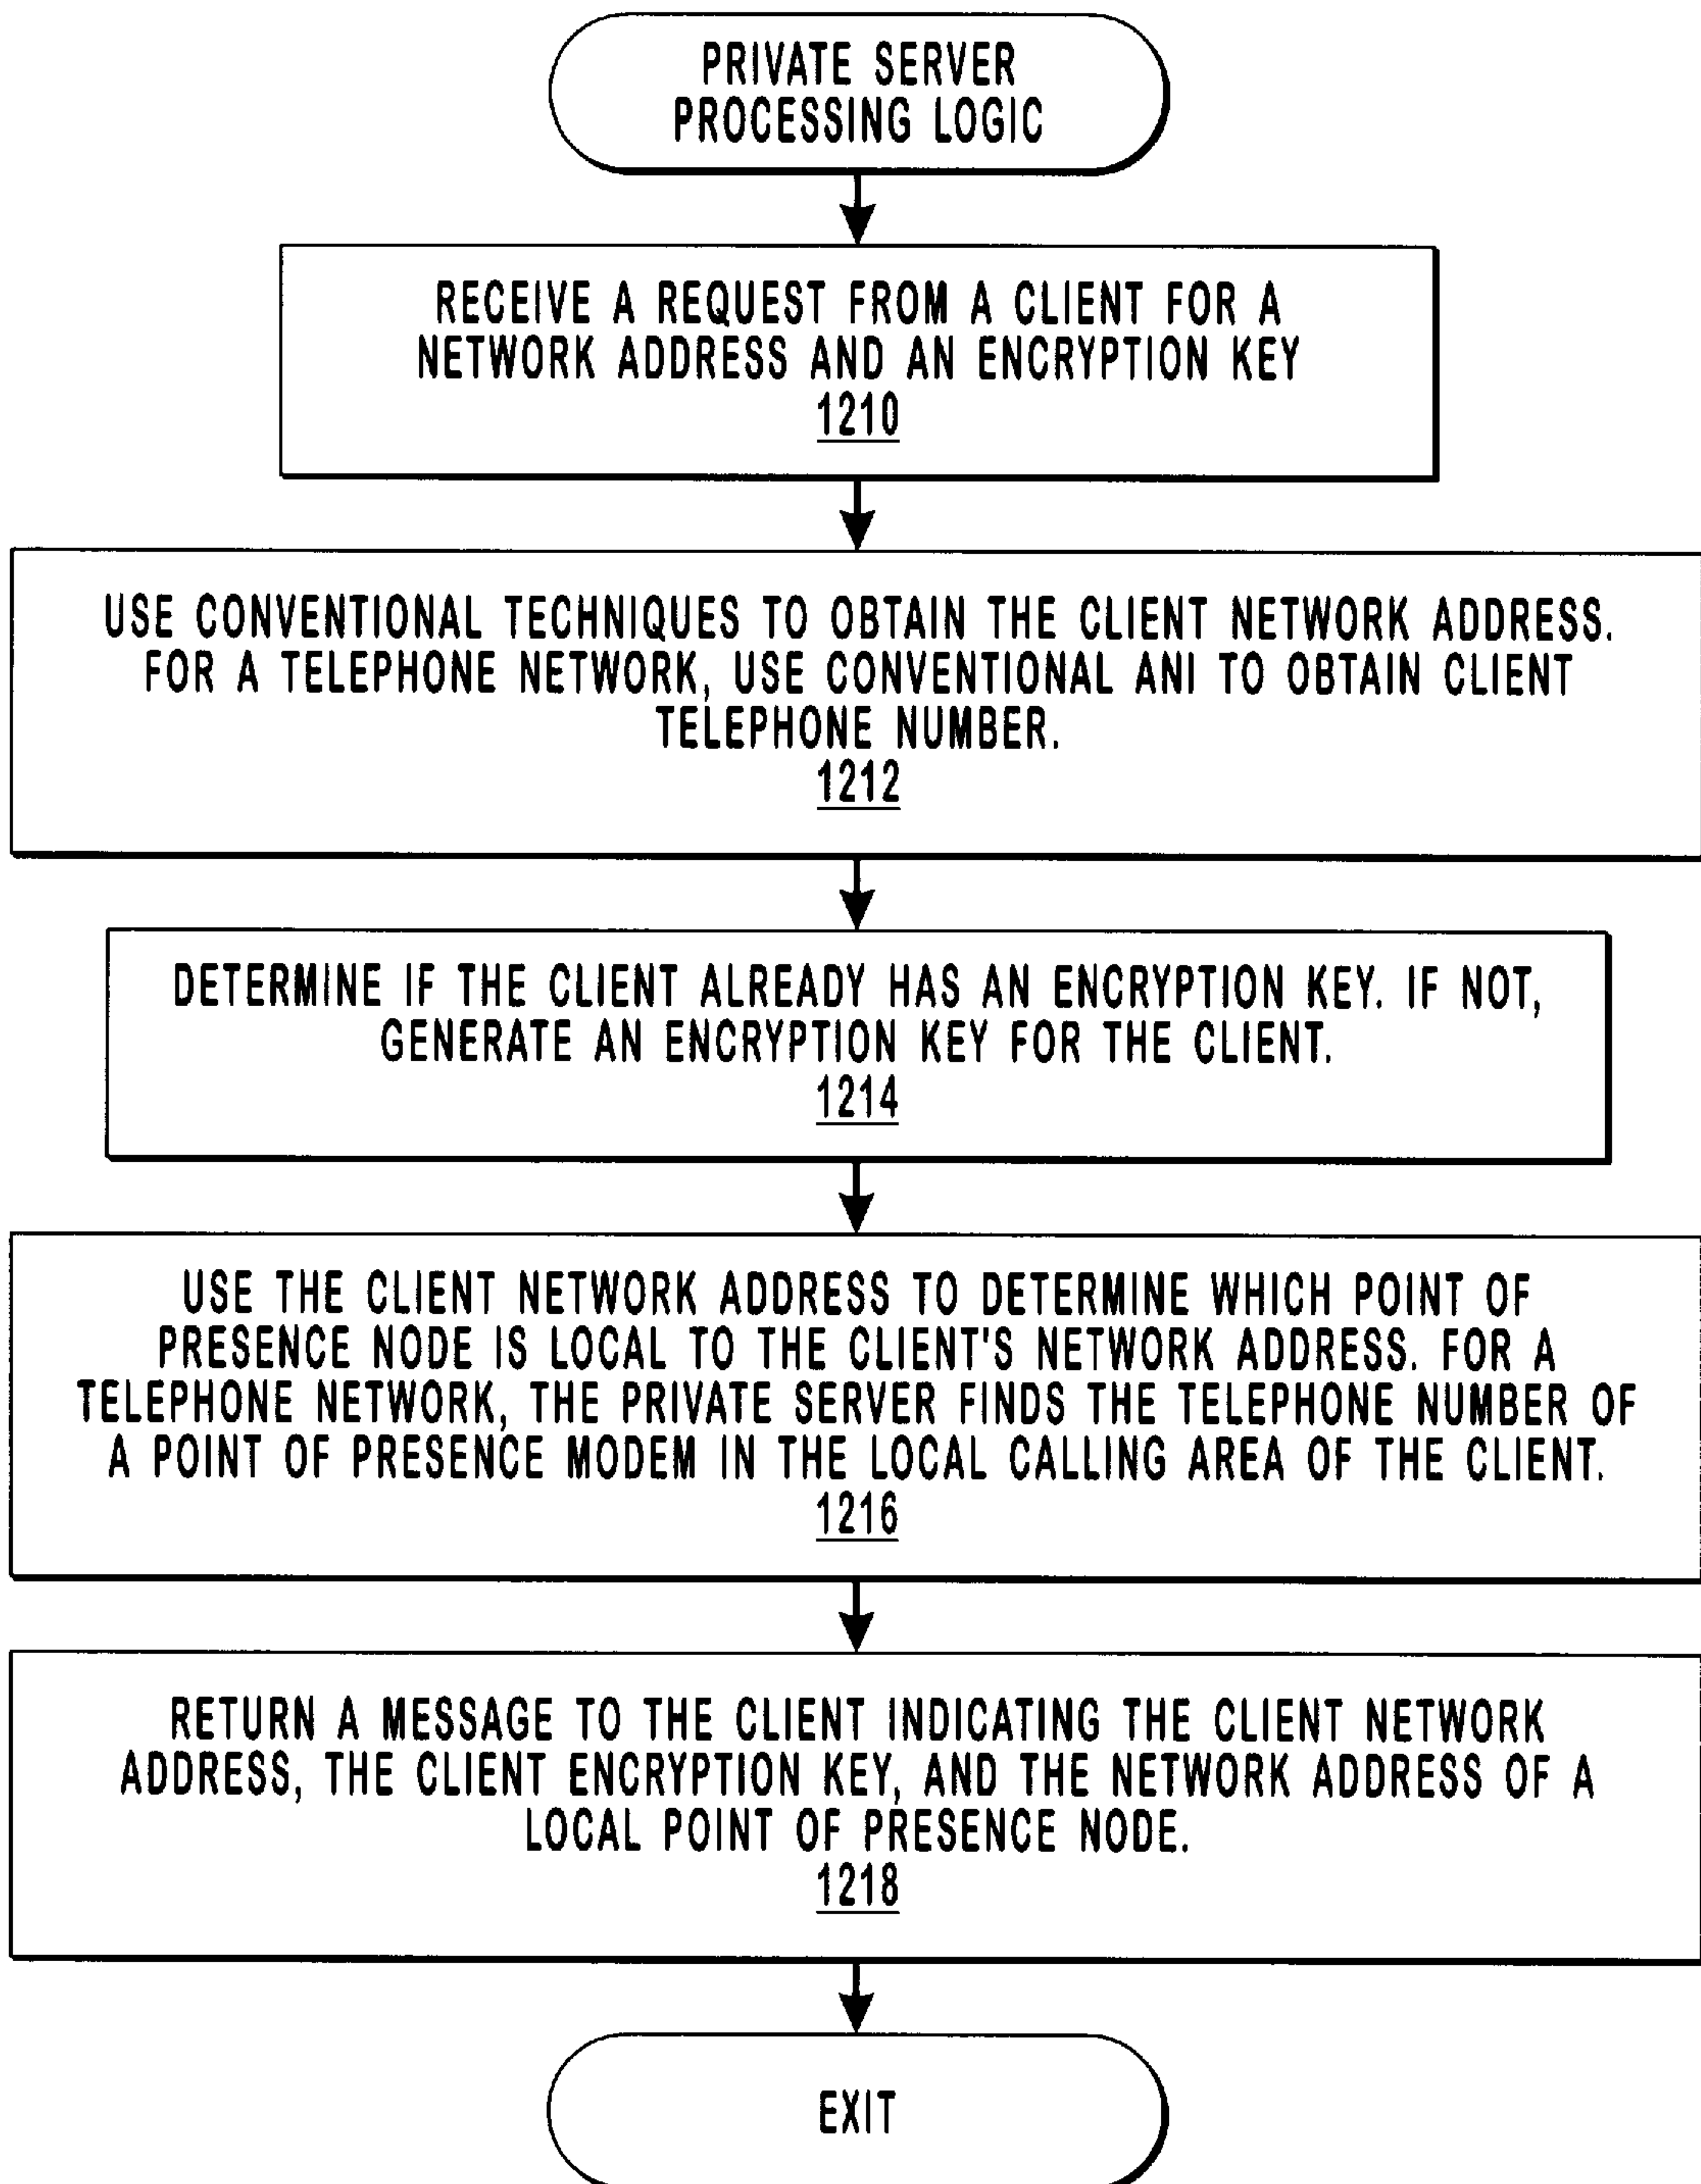 PRIVATE SERVER
PROCESSING LOGIC
RECEIVE A REQUEST FROM A CLIENT FOR A
NETWORK ADDRESS AND AN ENCRYPTION KEY
1210
USE CONVENTIONAL TECHNIQUES TO OBTAIN THE CLIENT NETWORK ADDRESS.
FOR A TELEPHONE NETWORK, USE CONVENTIONAL ANI TO OBTAIN CLIENT
TELEPHONE NUMBER.
1212
DETERMINE IF THE CLIENT ALREADY HAS AN ENCRYPTION KEY. IF NOT,
GENERATE AN ENCRYPTION KEY FOR THE CLIENT.
1214
USE THE CLIENT NETWORK ADDRESS TO DETERMINE WHICH POINT OF
PRESENCE NODE IS LOCAL TO THE CLIENT'S NETWORK ADDRESS. FOR A
TELEPHONE NETWORK, THE PRIVATE SERVER FINDS THE TELEPHONE NUMBER OF
A POINT OF PRESENCE MODEM IN THE LOCAL CALLING AREA OF THE CLIENT.
1216
RETURN A MESSAGE TO THE CLIENT INDICATING THE CLIENT NETWORK
ADDRESS, THE CLIENT ENCRYPTION KEY, AND THE NETWORK ADDRESS OF A
LOCAL POINT OF PRESENCE NODE.
1218
EXIT